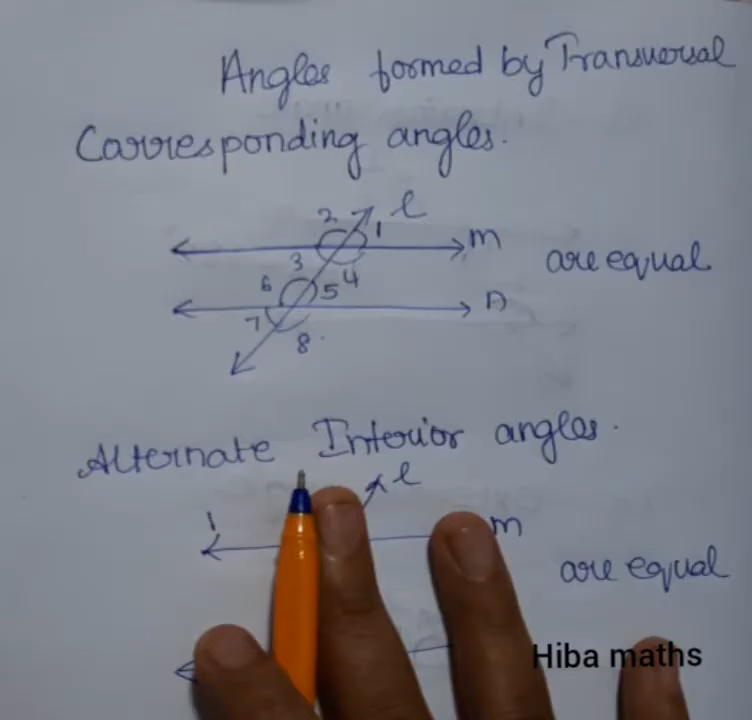 Angles formed by Transversal
Corresponding angles.
2 l
1
m
3
are equal
6 5 4
n
7
8
Alternate Interior angles.
l
1
m
are equal
Hiba maths